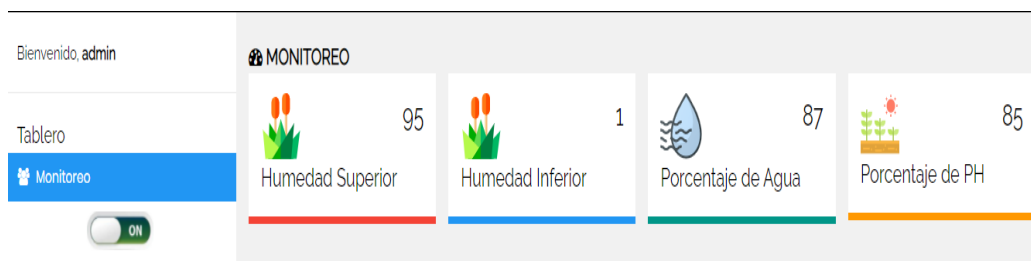 Bienvenido, admin
Tablero
Monitoreo
ON
MONITOREO
95
Humedad Superior
1
Humedad Inferior
87
Porcentaje de Agua
85
Porcentaje de PH